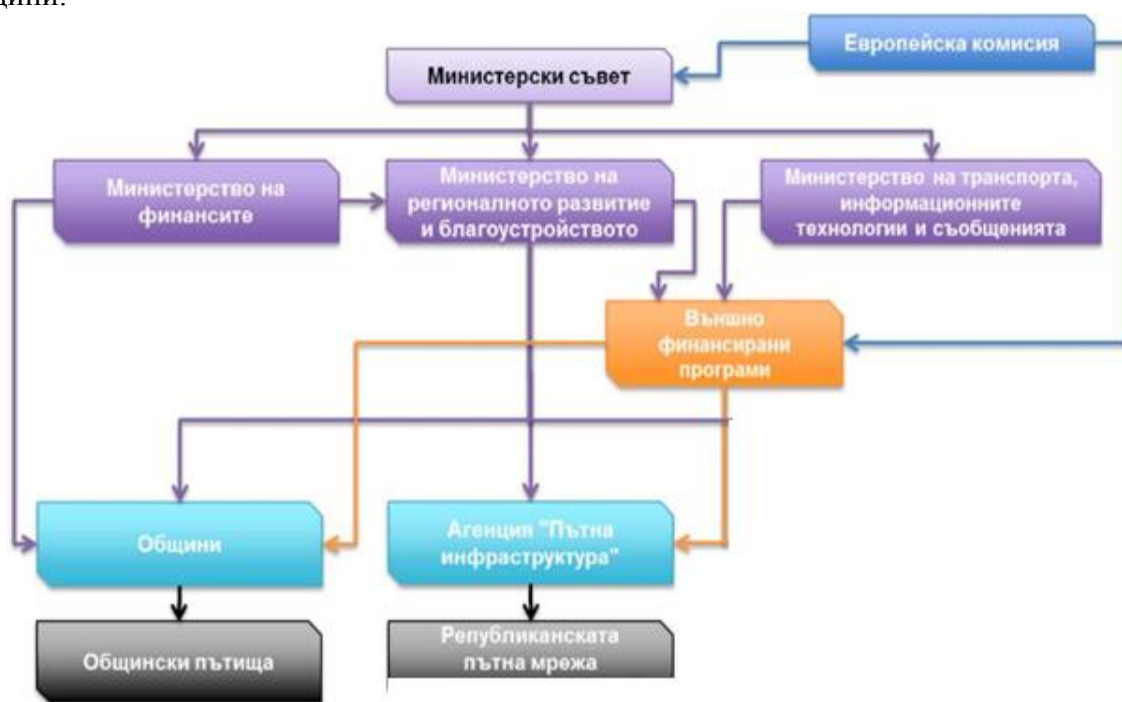 Европейска комисия
Министерски съвет
Министерство на
финансите
Министерство на
регионалното развитие
и благоустройството
Министерство на транспорта,
информационните
технологии и съобщенията
Външно
финансирани
програми
Общини
Агенция "Пътна
инфраструктура"
Общински пътища
Републиканската
пътна мрежа